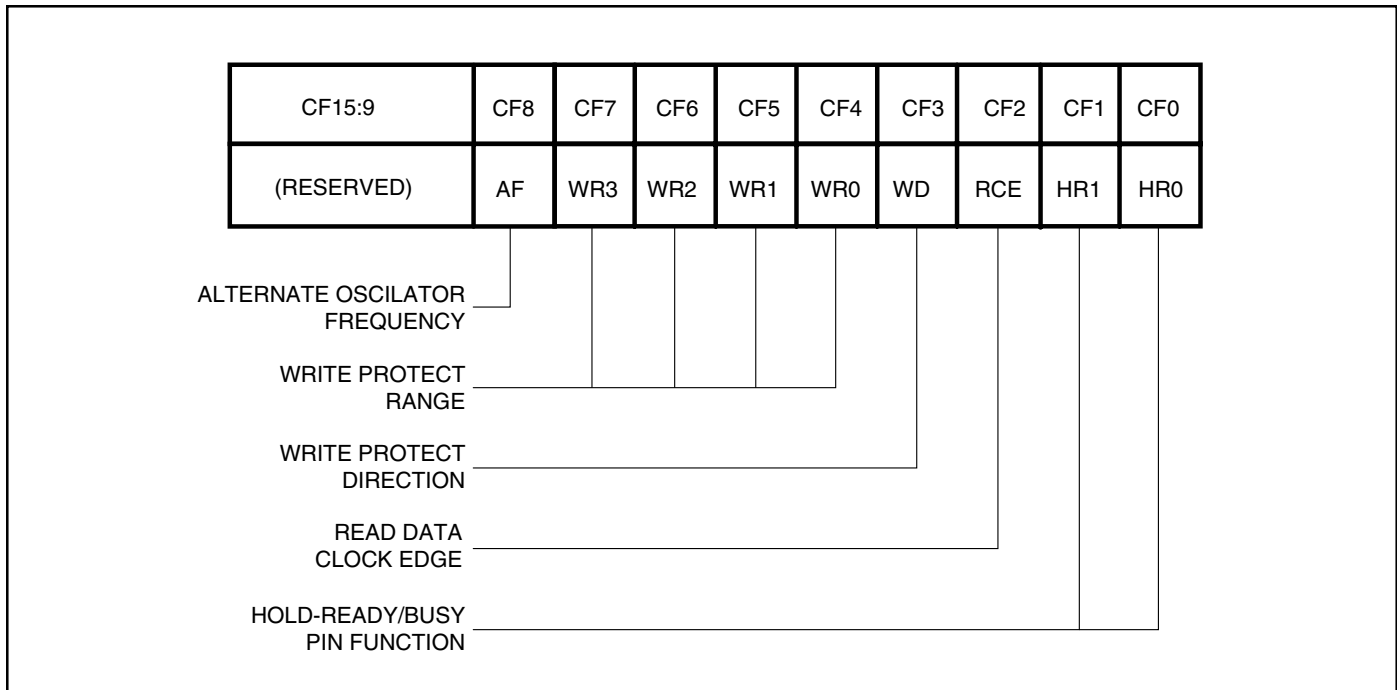 CF15:9 CF8 CF7 CF6 CF5 CF4 CF3 CF2 CF1 CF0
(RESERVED) AF WR3 WR2 WR1 WR0 WD RCE HR1 HR0
ALTERNATE OSCILATOR
FREQUENCY
WRITE PROTECT
RANGE
WRITE PROTECT
DIRECTION
READ DATA
CLOCK EDGE
HOLD-READY/BUSY
PIN FUNCTION